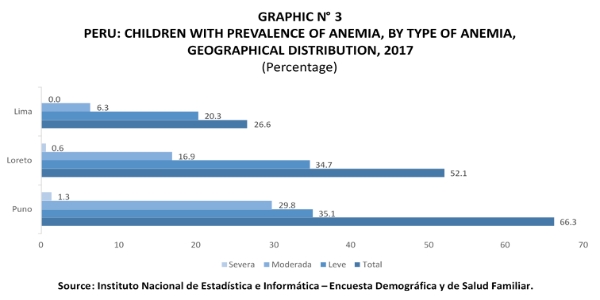 GRAPHIC N° 3
PERU: CHILDREN WITH PREVALENCE OF ANEMIA, BY TYPE OF ANEMIA,
GEOGRAPHICAL DISTRIBUTION, 2017
(Percentage)
0.0
Lima
6.3
20.3
26.6
0.6
Loreto
16.9
34.7
52.1
1.3
Puno
29.8
35.1
66.3
0 10 20 30 40 50 60 70
Severa Moderada Leve Total
Source: Instituto Nacional de Estadística e Informática – Encuesta Demográfica y de Salud Familiar.